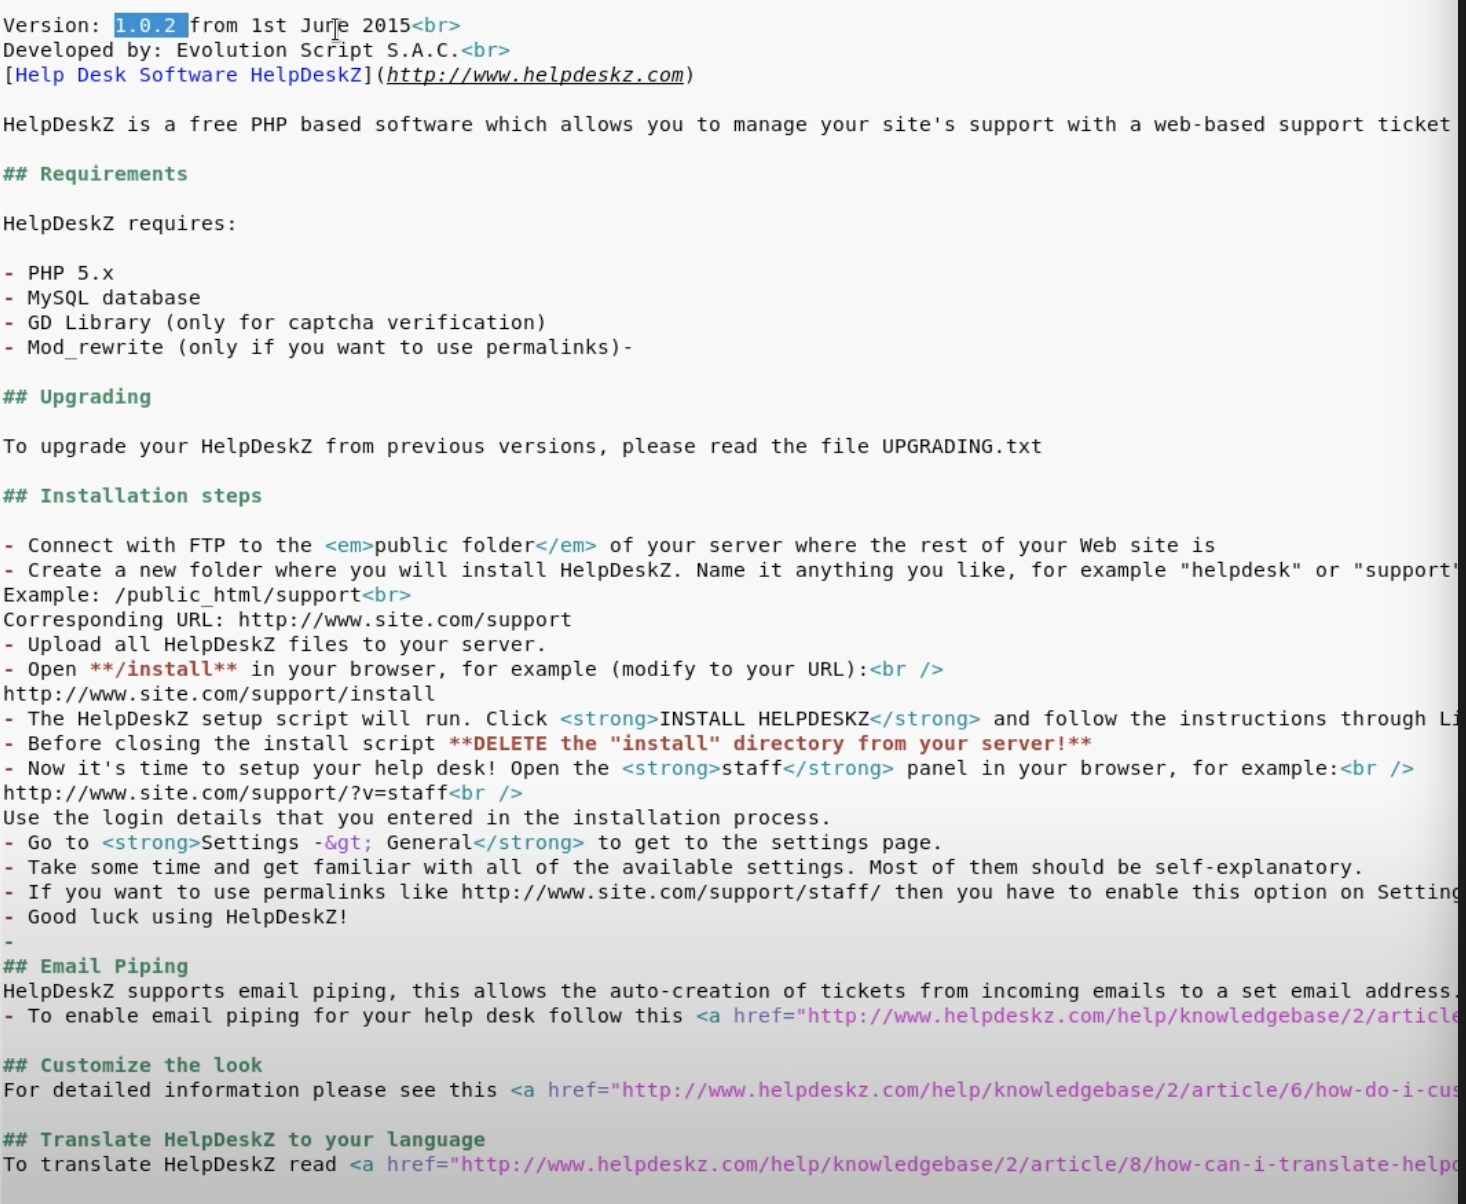 Version: 1.0.2 from 1st June 2015<br>
Developed by: Evolution Script S.A.C.<br>
[Help Desk Software HelpDeskZ](http://www.helpdeskz.com)
HelpDeskZ is a free PHP based software which allows you to manage your site's support with a web-based support ticket
## Requirements
HelpDeskZ requires:
- PHP 5.x
- MySQL database
- GD Library (only for captcha verification)
- Mod_rewrite (only if you want to use permalinks)-
## Upgrading
To upgrade your HelpDeskZ from previous versions, please read the file UPGRADING.txt
## Installation steps
- Connect with FTP to the <em>public folder</em> of your server where the rest of your Web site is
- Create a new folder where you will install HelpDeskZ. Name it anything you like, for example "helpdesk" or "support"
Example: /public_html/support<br>
Corresponding URL: http://www.site.com/support
- Upload all HelpDeskZ files to your server.
- Open **/install** in your browser, for example (modify to your URL):<br />
http://www.site.com/support/install
- The HelpDeskZ setup script will run. Click <strong>INSTALL HELPDESKZ</strong> and follow the instructions through Li
- Before closing the install script **DELETE the "install" directory from your server!**
- Now it's time to setup your help desk! Open the <strong>staff</strong> panel in your browser, for example:<br />
http://www.site.com/support/?v=staff<br />
Use the login details that you entered in the installation process.
- Go to <strong>Settings -&gt; General</strong> to get to the settings page.
- Take some time and get familiar with all of the available settings. Most of them should be self-explanatory.
- If you want to use permalinks like http://www.site.com/support/staff/ then you have to enable this option on Setting
- Good luck using HelpDeskZ!
-
## Email Piping
HelpDeskZ supports email piping, this allows the auto-creation of tickets from incoming emails to a set email address.
- To enable email piping for your help desk follow this <a href="http://www.helpdeskz.com/help/knowledgebase/2/article
## Customize the look
For detailed information please see this <a href="http://www.helpdeskz.com/help/knowledgebase/2/article/6/how-do-i-cus
## Translate HelpDeskZ to your language
To translate HelpDeskZ read <a href="http://www.helpdeskz.com/help/knowledgebase/2/article/8/how-can-i-translate-helpd